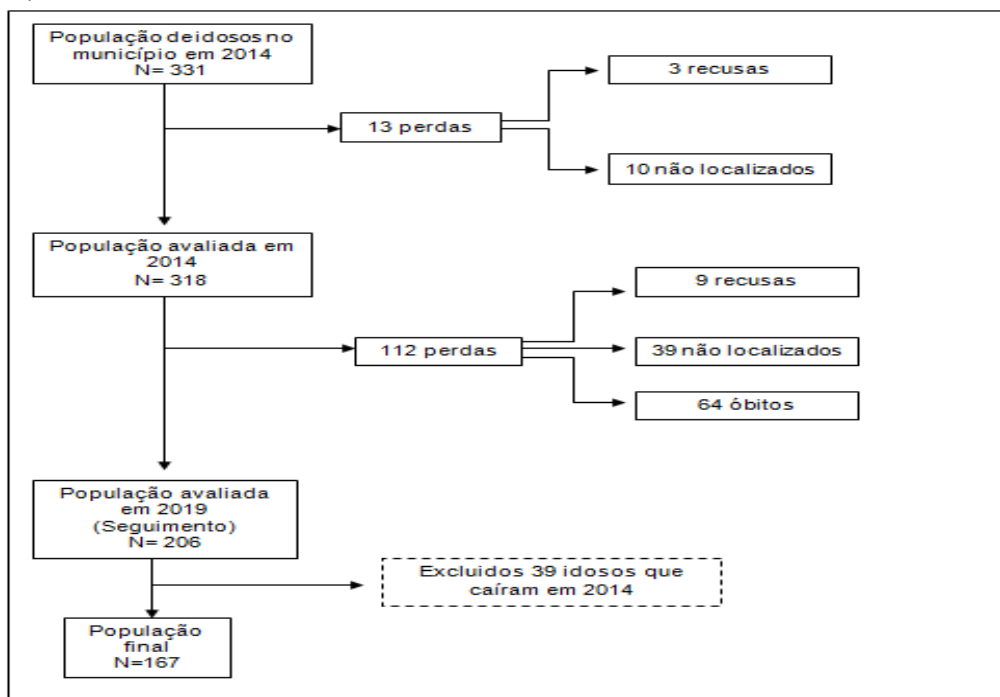 População deidosos no
município em 2014
N= 331
3 recusas
13 perdas
10 não localizados
População avaliada em
2014
N= 318
9 recusas
112 perdas
39 não localizados
64 óbitos
População avaliada
em 2019
(Seguimento)
N= 206
Excluidos 39 idosos que
caíram em 2014
População
final
N=167